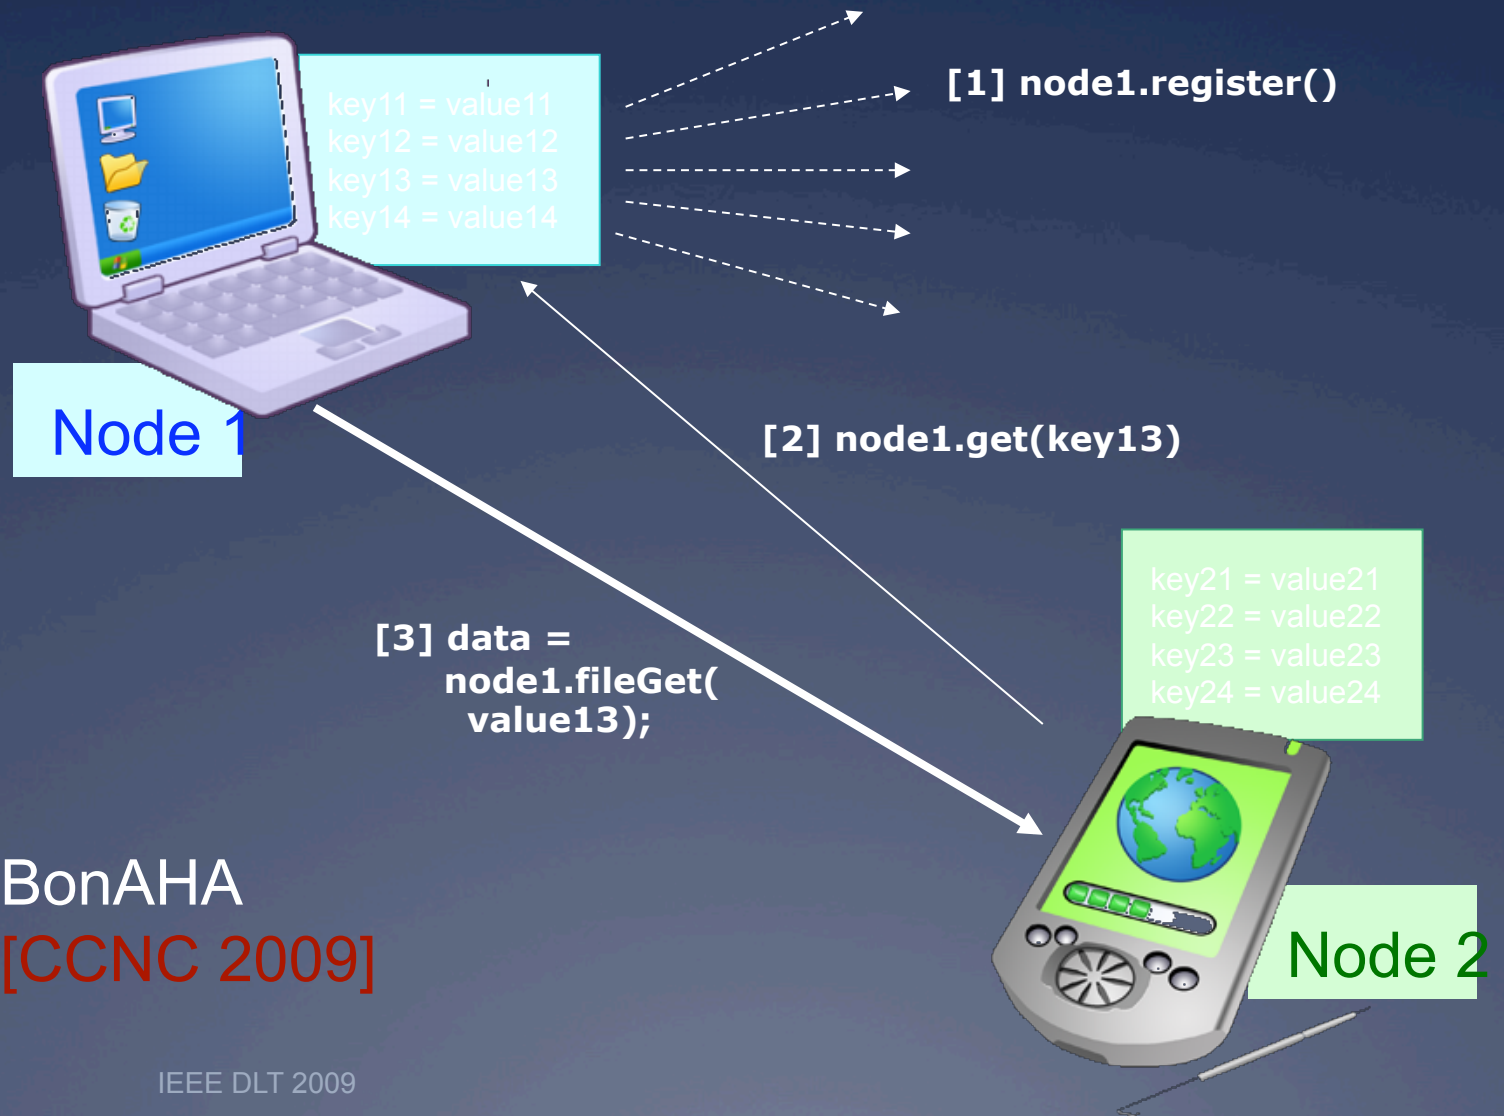 key11 = value11
key12 = value12
key13 = value13
key14 = value14
[1] node1.register()
Node 1
[2] node1.get(key13)
key21 = value21
key22 = value22
key23 = value23
key24 = value24
[3] data =
node1.fileGet(
value13);
BonAHA
[CCNC 2009]
Node 2
IEEE DLT 2009